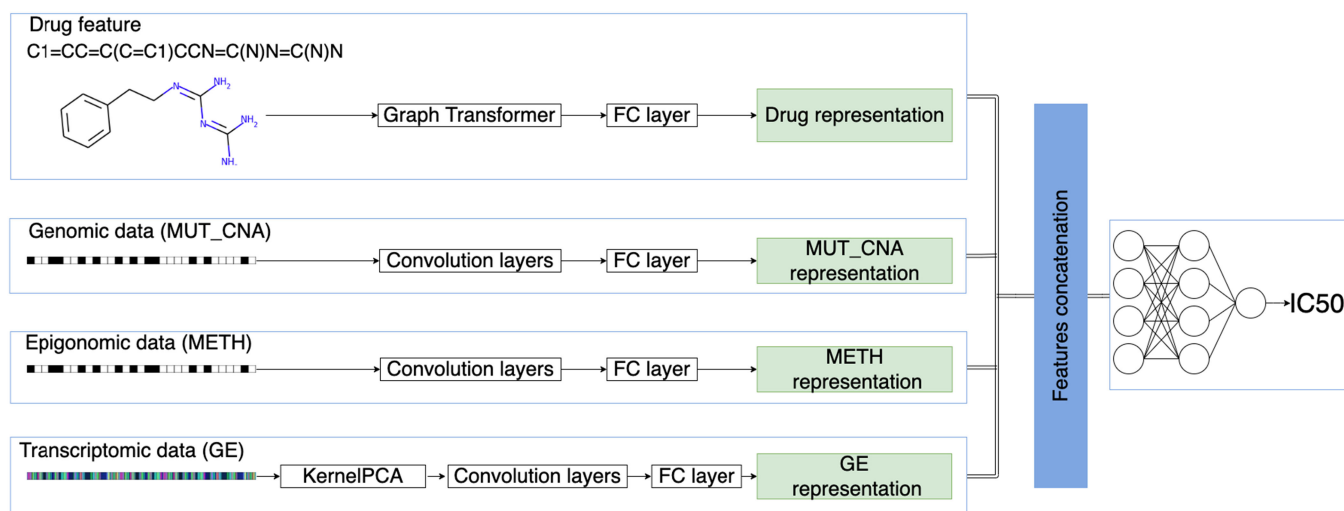 Drug feature
C1=CC=C(C=C1)CCN=C(N)N=C(N)N
N
NH2
N
NH2
NH.
Graph Transformer
FC layer
Drug representation
Genomic data (MUT_CNA)
Convolution layers
FC layer
MUT_CNA
representation
Epigonomic data (METH)
Convolution layers
FC layer
METH
representation
Transcriptomic data (GE)
KernelPCA
Convolution layers
FC layer
GE
representation
Features concatenation
IC50